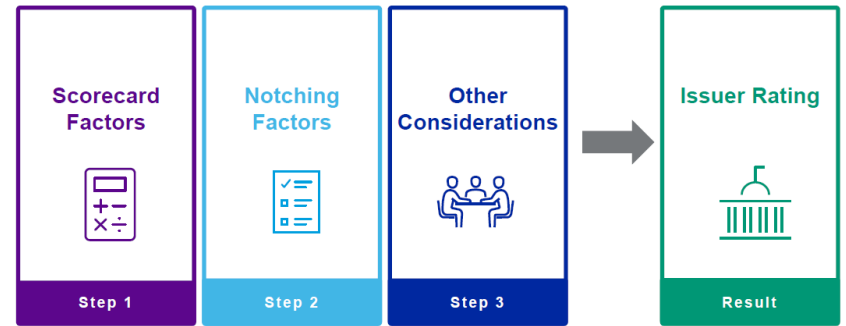 Scorecard
Factors
Step 1
Notching
Factors
Step 2
Other
Considerations
Step 3
Issuer Rating
Result